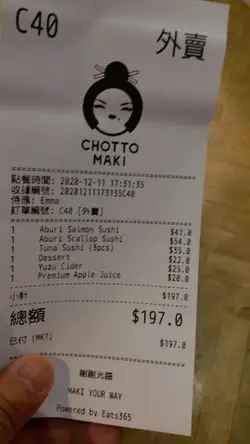 C40
外賣
CHOTTO
MAKI
點餐時間: 2020-12-11 17:31:35
收據編號: 20201211173135C40
侍應: Emma
訂單編號: C40 [外賣]
1 Aburi Salmon Sushi $41.0
1 Aburi Scallop Sushi $54.0
1 Tuna Sushi (3pcs) $35.0
1 Dessert $22.0
1 Yuzu Cider $25.0
1 Premium Apple Juice $20.0
小計 $197.0
總額 $197.0
已付 (MKT) $197.0
謝謝光臨
MAKI YOUR WAY
Powered by Eats365